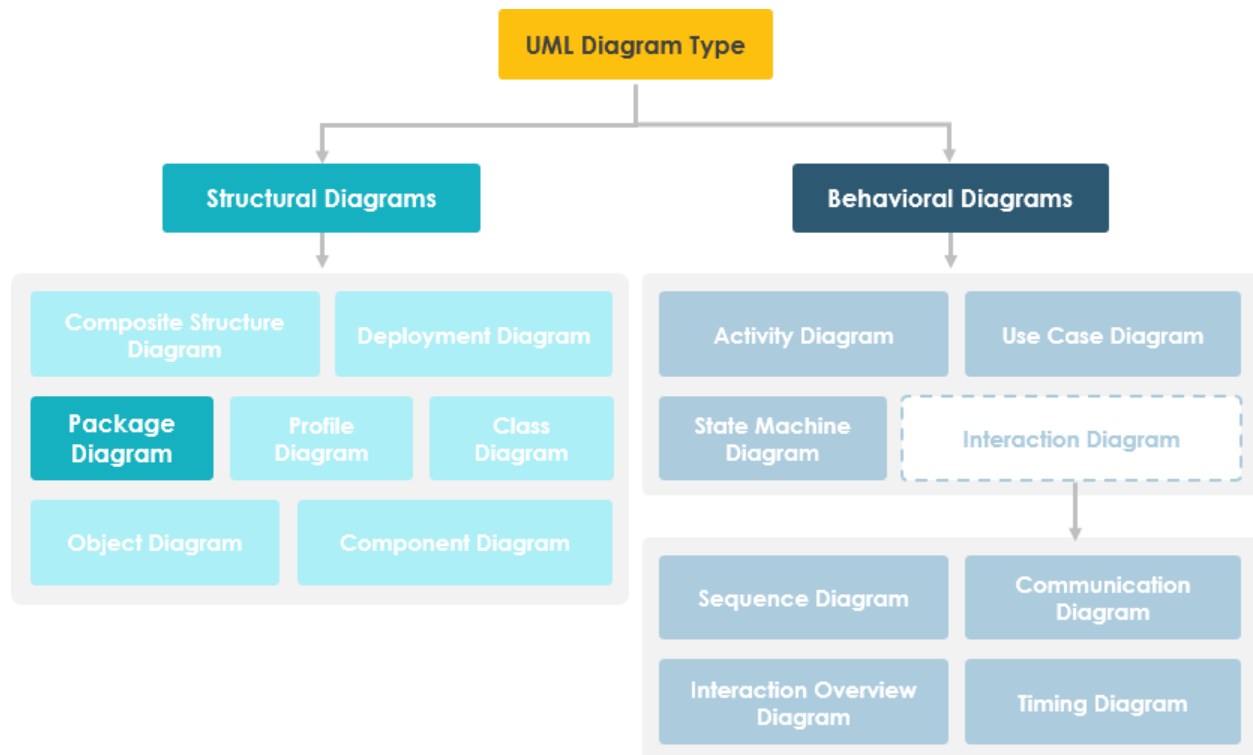 UML Diagram Type
Structural Diagrams
Behavioral Diagrams
Composite Structure
Diagram
Deployment Diagram
Package
Diagram
Profile
Diagram
Class
Diagram
Object Diagram
Component Diagram
Activity Diagram
Use Case Diagram
State Machine
Diagram
Interaction Diagram
Sequence Diagram
Communication
Diagram
Interaction Overview
Diagram
Timing Diagram